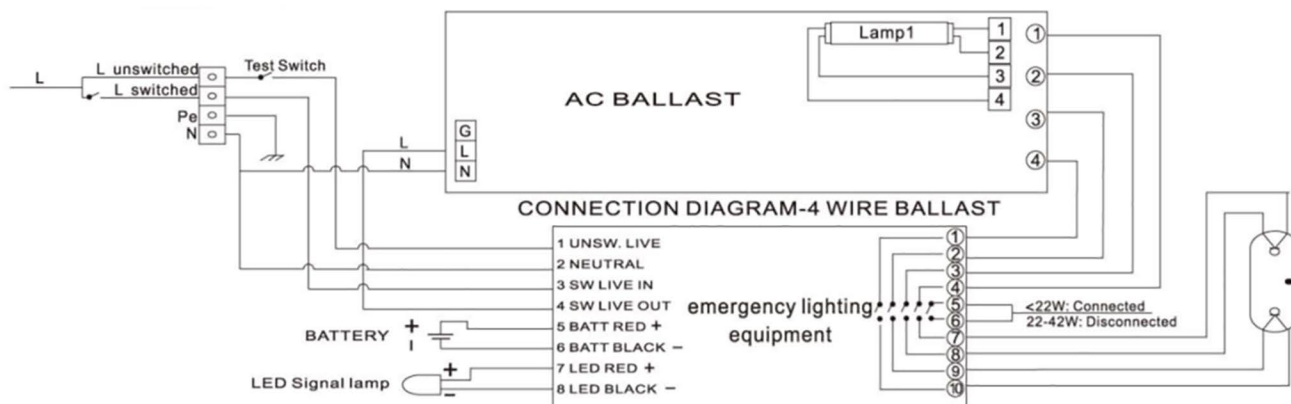 L
L unswitched
L switched
Pe
N
Test Switch
AC BALLAST
G
L
N
L
N
Lamp1
1
2
3
4
1
2
3
4
CONNECTION DIAGRAM-4 WIRE BALLAST
1 UNSW. LIVE
2 NEUTRAL
3 SW LIVE IN
4 SW LIVE OUT
5 BATT RED +
6 BATT BLACK −
7 LED RED +
8 LED BLACK −
BATTERY
+
−
LED Signal lamp
+
−
emergency lighting
equipment
1
2
3
4
5
6
7
8
9
10
<22W: Connected
22-42W: Disconnected